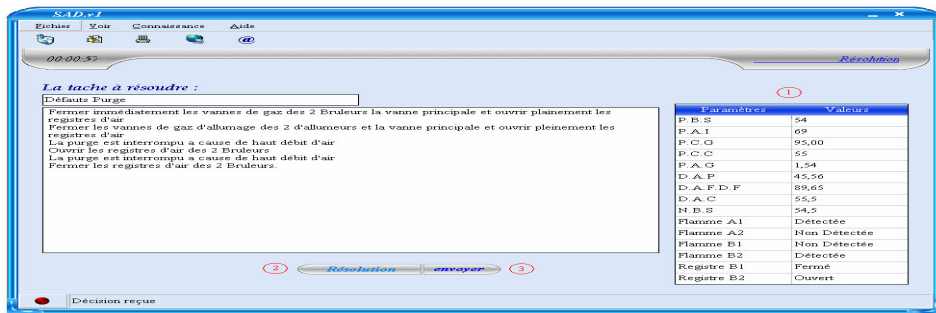 SAD.v1
Fichier Voir Connaissance Aide
00:00:57 Résolution
La tache à résoudre :
Défauts Purge
Fermer immédiatement les vannes de gaz des 2 Bruleurs la vanne principale et ouvrir plainement les
registres d'air
Fermer les vannes de gaz d'allumage des 2 d'allumeurs et la vanne principale et ouvrir pleinement les
registres d'air
La purge est interrompu a cause de haut débit d'air
Ouvrir les registres d'air des 2 Bruleurs
La purge est interrompu a cause de haut débit d'air
Fermer les registres d'air des 2 Bruleurs.
1
Paramètres Valeurs
P.B.S 54
P.A.I 69
P.C.G 95,00
P.C.C 55
P.A.G 1,54
D.A.P 45,56
D.A.F.D.F 89,65
D.A.C 55,5
N.B.S 54,5
Flamme A1 Détectée
Flamme A2 Non Détectée
Flamme B1 Non Détectée
Flamme B2 Détectée
Registre B1 Fermé
Registre B2 Ouvert
2 Résolution envoyer 3
Décision reçue